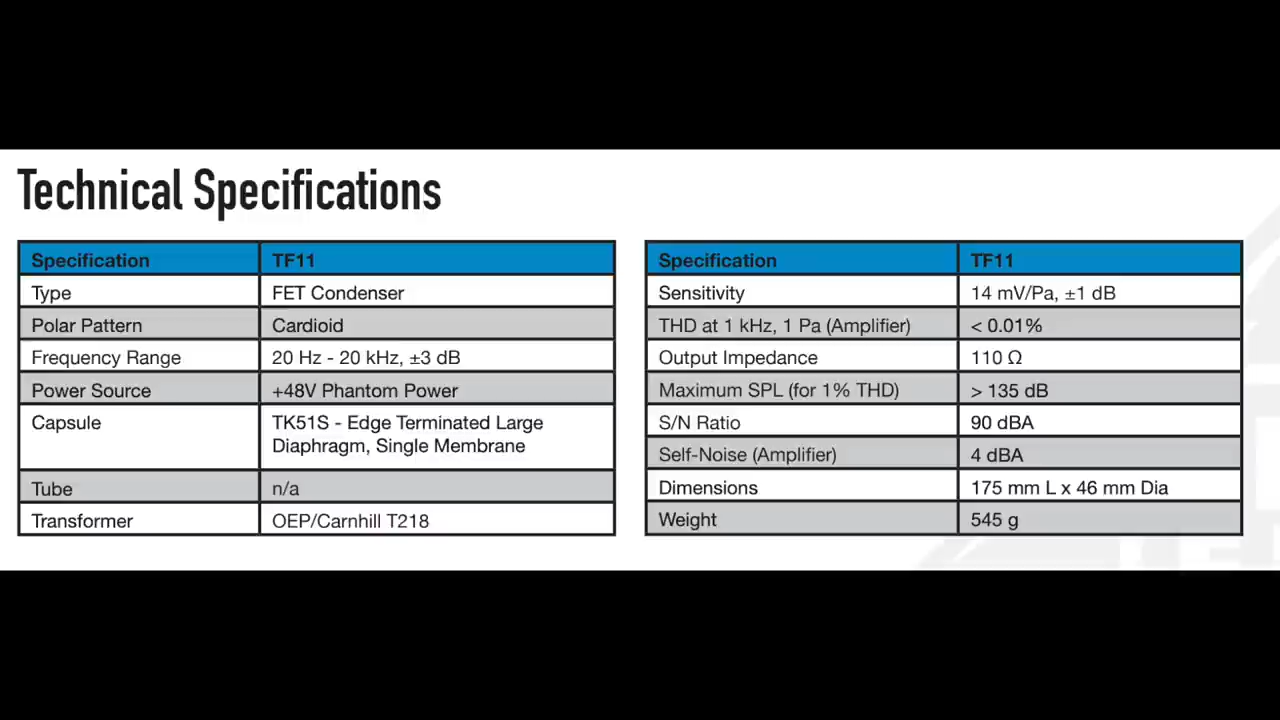 Technical Specifications
Specification TF11
Type FET Condenser
Polar Pattern Cardioid
Frequency Range 20 Hz - 20 kHz, ±3 dB
Power Source +48V Phantom Power
Capsule TK51S - Edge Terminated Large
Diaphragm, Single Membrane
Tube n/a
Transformer OEP/Carnhill T218
Specification TF11
Sensitivity 14 mV/Pa, ±1 dB
THD at 1 kHz, 1 Pa (Amplifier) < 0.01%
Output Impedance 110 Ω
Maximum SPL (for 1% THD) > 135 dB
S/N Ratio 90 dBA
Self-Noise (Amplifier) 4 dBA
Dimensions 175 mm L x 46 mm Dia
Weight 545 g